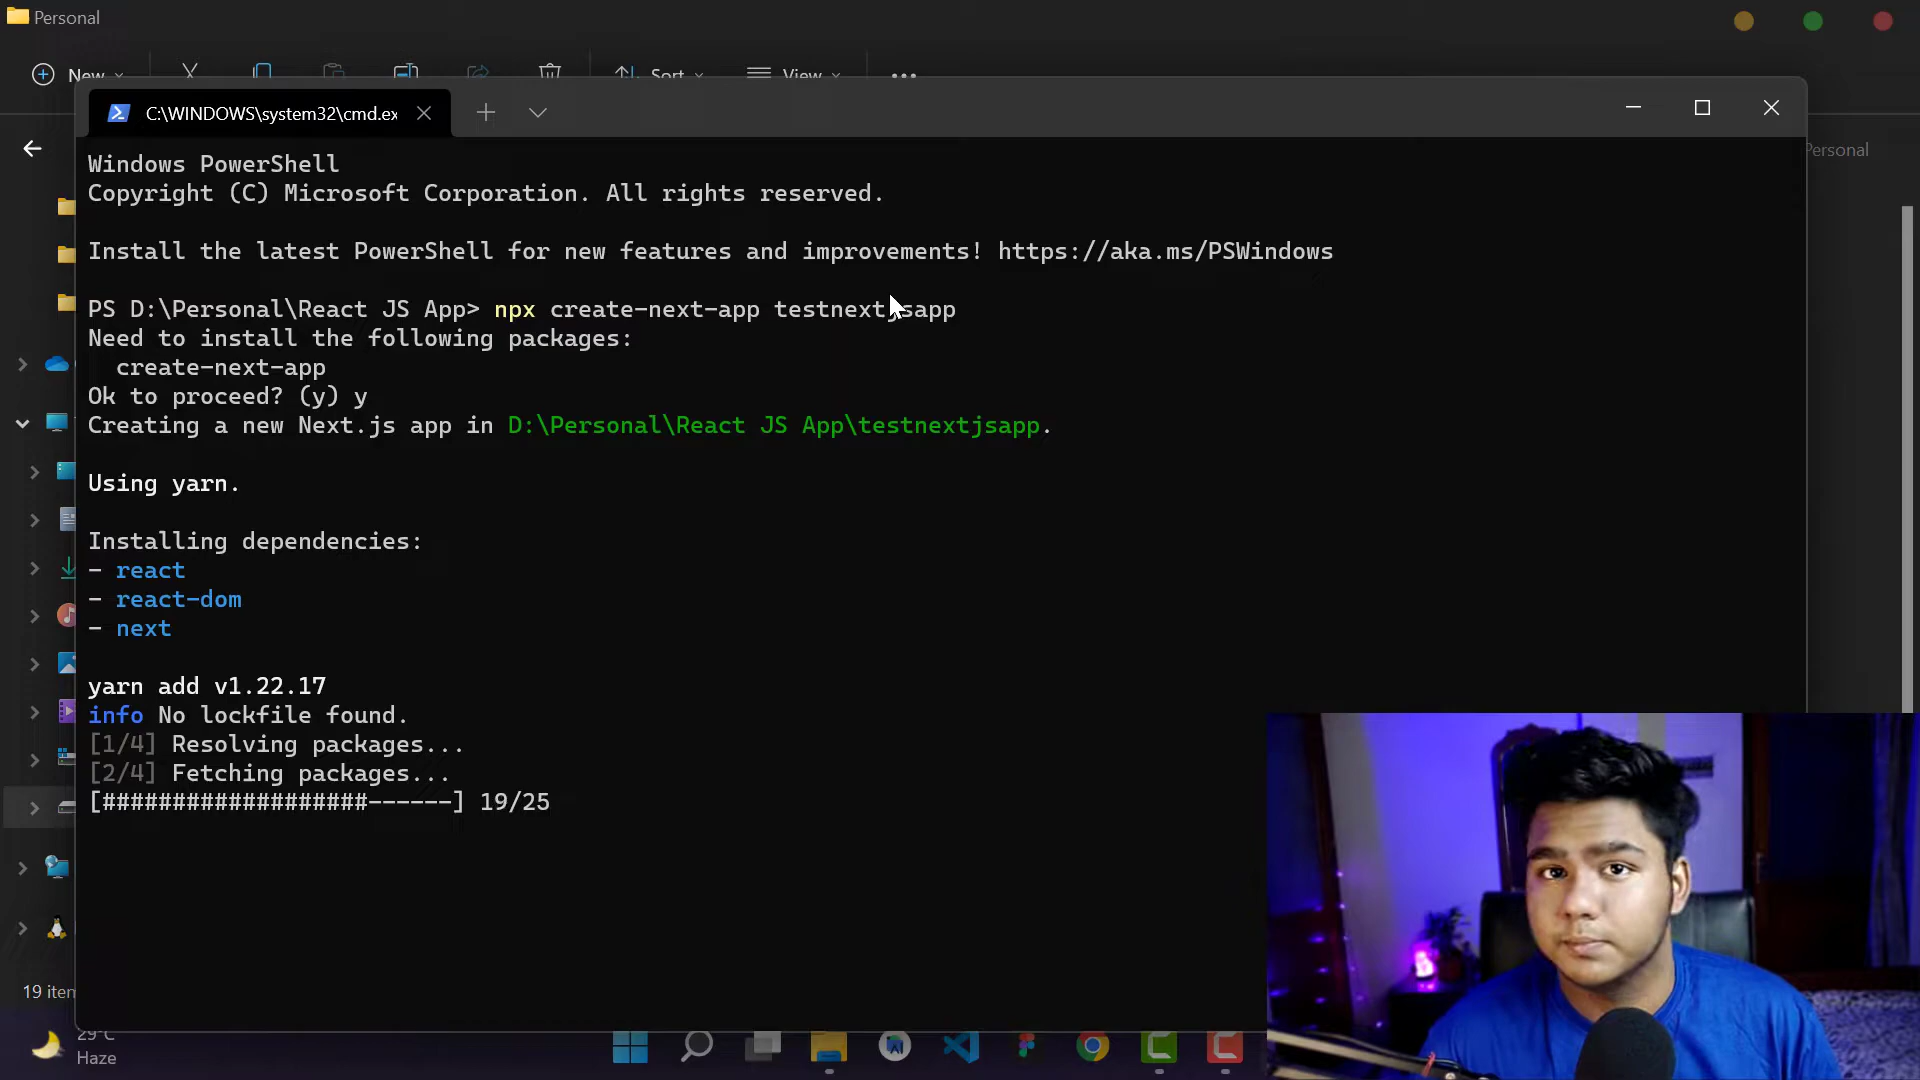 Personal
New
Sort
View
C:\WINDOWS\system32\cmd.ex
Personal
Windows PowerShell
Copyright (C) Microsoft Corporation. All rights reserved.
Install the latest PowerShell for new features and improvements! https://aka.ms/PSWindows
PS D:\Personal\React JS App> npx create-next-app testnextjsapp
Need to install the following packages:
create-next-app
Ok to proceed? (y) y
Creating a new Next.js app in D:\Personal\React JS App\testnextjsapp.
Using yarn.
Installing dependencies:
- react
- react-dom
- next
yarn add v1.22.17
info No lockfile found.
[1/4] Resolving packages...
[2/4] Fetching packages...
[###################------] 19/25
19 item
29°C
Haze